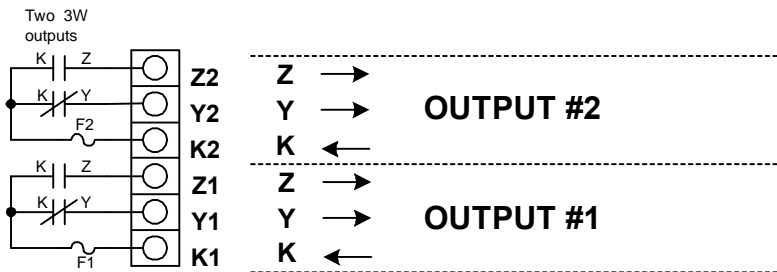 Two 3W
outputs
K Z
Z2 Z
K Y
Y2 Y OUTPUT #2
F2
K2 K
K Z
Z1 Z
K Y
Y1 Y OUTPUT #1
F1
K1 K